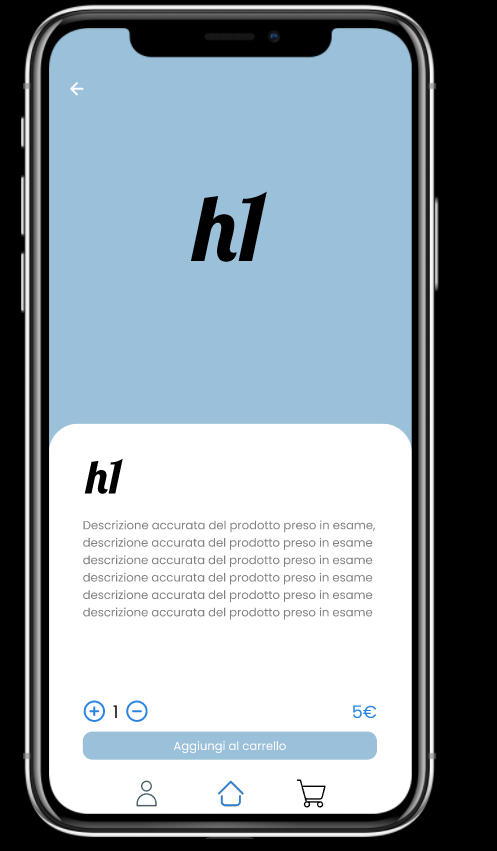 h1
h1
Descrizione accurata del prodotto preso in esame,
descrizione accurata del prodotto preso in esame
descrizione accurata del prodotto preso in esame
descrizione accurata del prodotto preso in esame
descrizione accurata del prodotto preso in esame
descrizione accurata del prodotto preso in esame
1 5€
Aggiungi al carrello